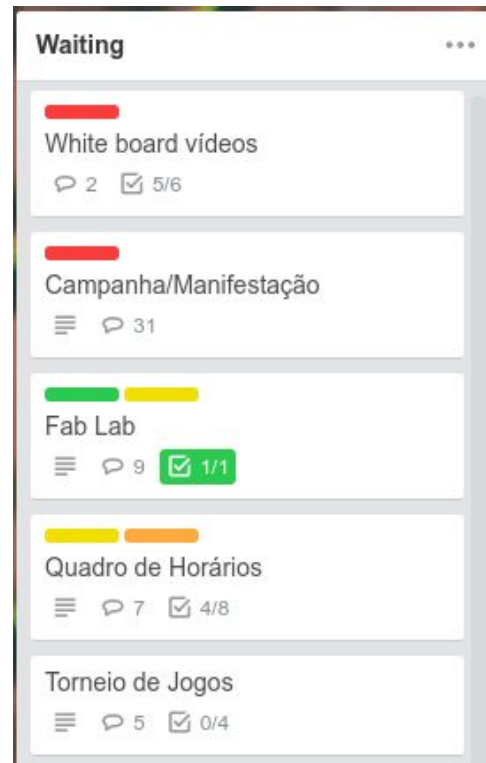 Waiting
White board vídeos
2 5/6
Campanha/Manifestação
31
Fab Lab
9 1/1
Quadro de Horários
7 4/8
Torneio de Jogos
5 0/4